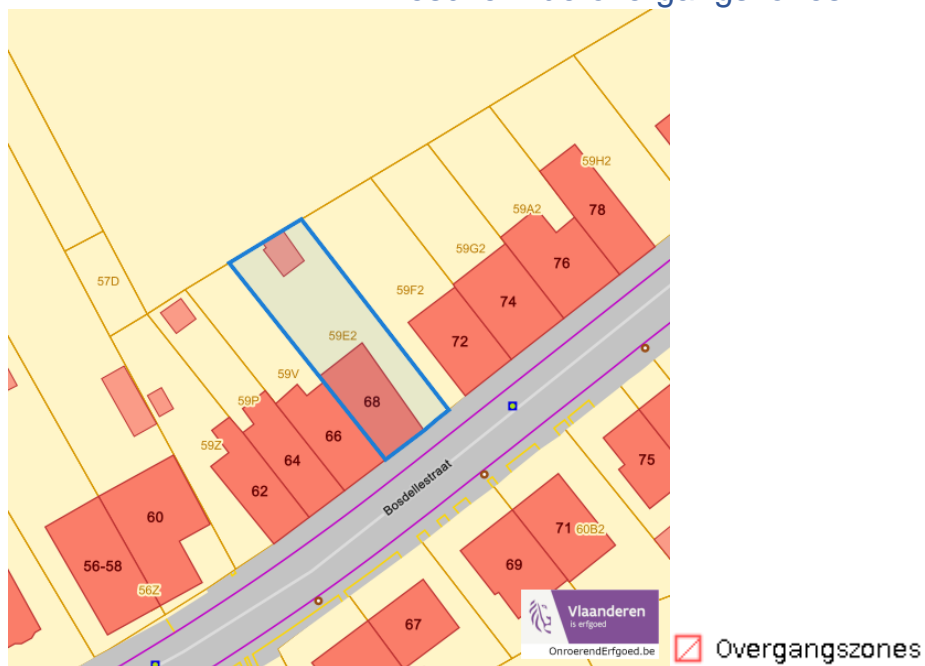 59H2
78
59A2
76
57D
59G2
59F2
74
72
59E2
59V
68
59P
66
59Z
64
62
Bosdellestraat
75
60
71
60B2
56-58
69
56Z
67
Vlaanderen
is erfgoed
OnroerendErfgoed.be
Overgangszones